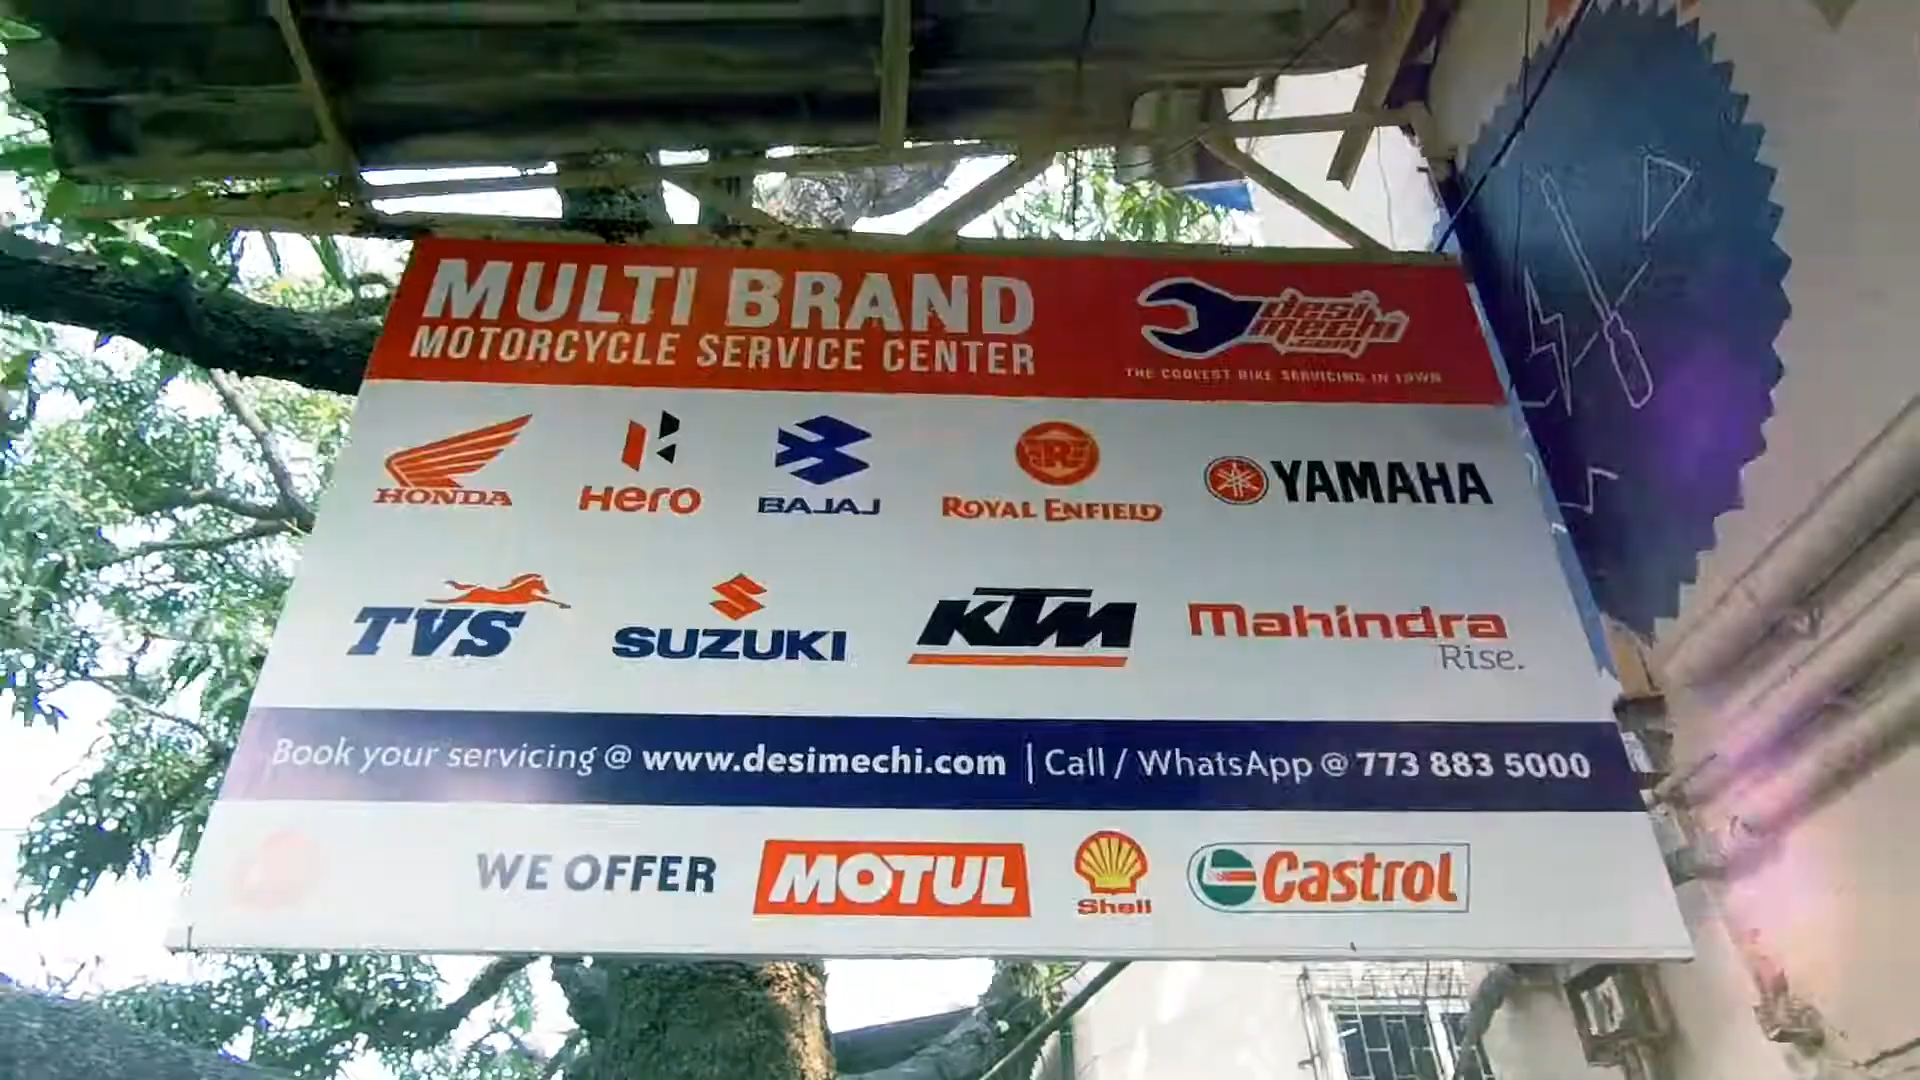 MULTI BRAND
MOTORCYCLE SERVICE CENTER
desi
mechi
.com
THE COOLEST BIKE SERVICING IN TOWN
HONDA
Hero
BAJAJ
R
ROYAL ENFIELD
YAMAHA
TVS
SUZUKI
KTM
Mahindra
Rise.
Book your servicing @ www.desimechi.com | Call / WhatsApp @ 773 883 5000
WE OFFER
MOTUL
Shell
Castrol